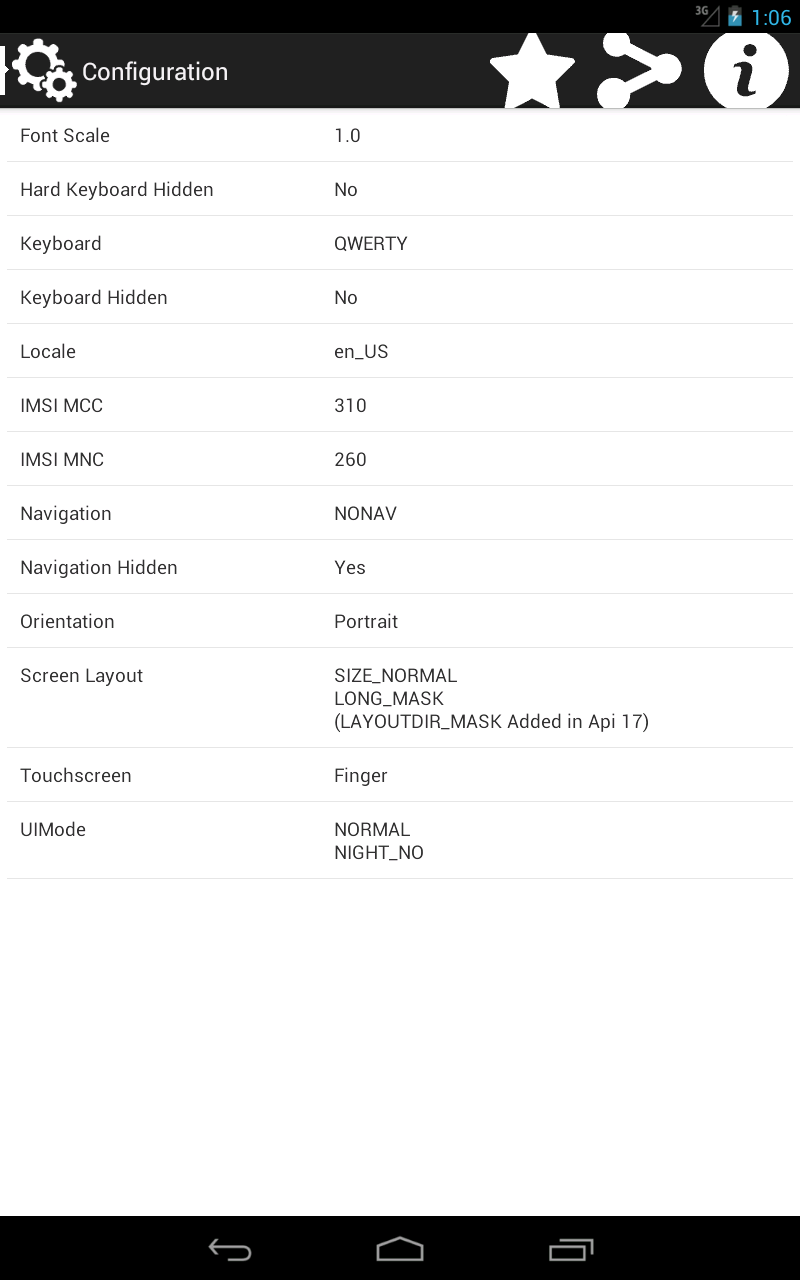 3G 1:06
Configuration
Font Scale 1.0
Hard Keyboard Hidden No
Keyboard QWERTY
Keyboard Hidden No
Locale en_US
IMSI MCC 310
IMSI MNC 260
Navigation NONAV
Navigation Hidden Yes
Orientation Portrait
Screen Layout SIZE_NORMAL
LONG_MASK
(LAYOUTDIR_MASK Added in Api 17)
Touchscreen Finger
UIMode NORMAL
NIGHT_NO